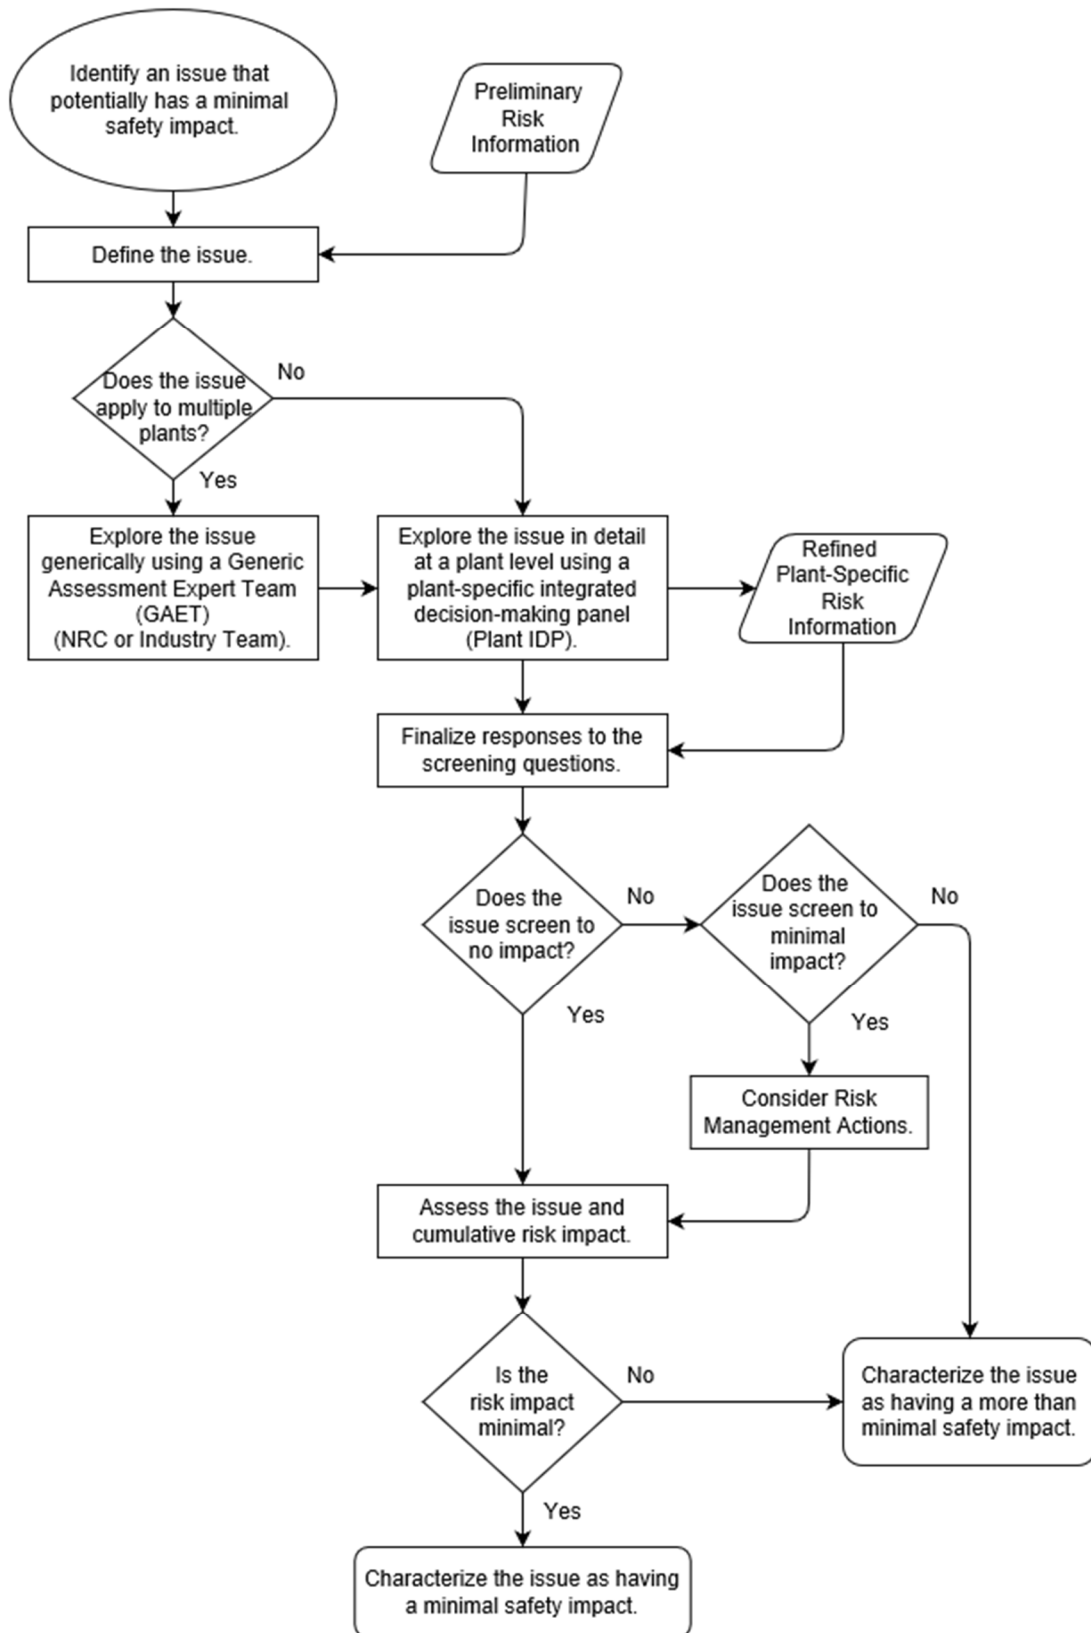 Identify an issue that
potentially has a minimal
safety impact.
Preliminary
Risk
Information
Define the issue.
Does the issue
apply to multiple
plants?
No
Yes
Explore the issue
generically using a Generic
Assessment Expert Team
(GAET)
(NRC or Industry Team).
Explore the issue in detail
at a plant level using a
plant-specific integrated
decision-making panel
(Plant IDP).
Refined
Plant-Specific
Risk
Information
Finalize responses to the
screening questions.
Does the
issue screen to
no impact?
No
Yes
Does the
issue screen to
minimal
impact?
No
Yes
Consider Risk
Management Actions.
Assess the issue and
cumulative risk impact.
Is the
risk impact
minimal?
No
Yes
Characterize the issue
as having a more than
minimal safety impact.
Characterize the issue as having
a minimal safety impact.